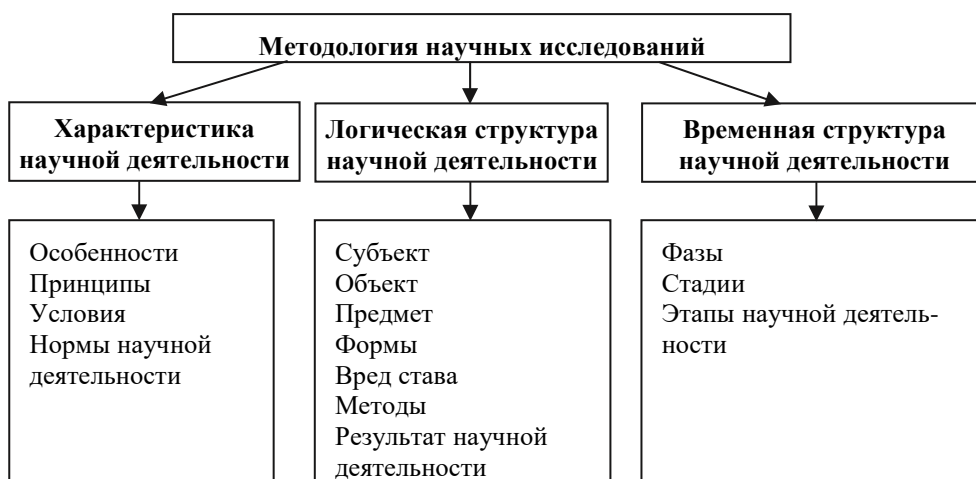 Методология научных исследований
Характеристика
научной деятельности
Логическая структура
научной деятельности
Временная структура
научной деятельности
Особенности
Принципы
Условия
Нормы научной
деятельности
Субъект
Объект
Предмет
Формы
Вред става
Методы
Результат научной
деятельности
Фазы
Стадии
Этапы научной деятель-
ности